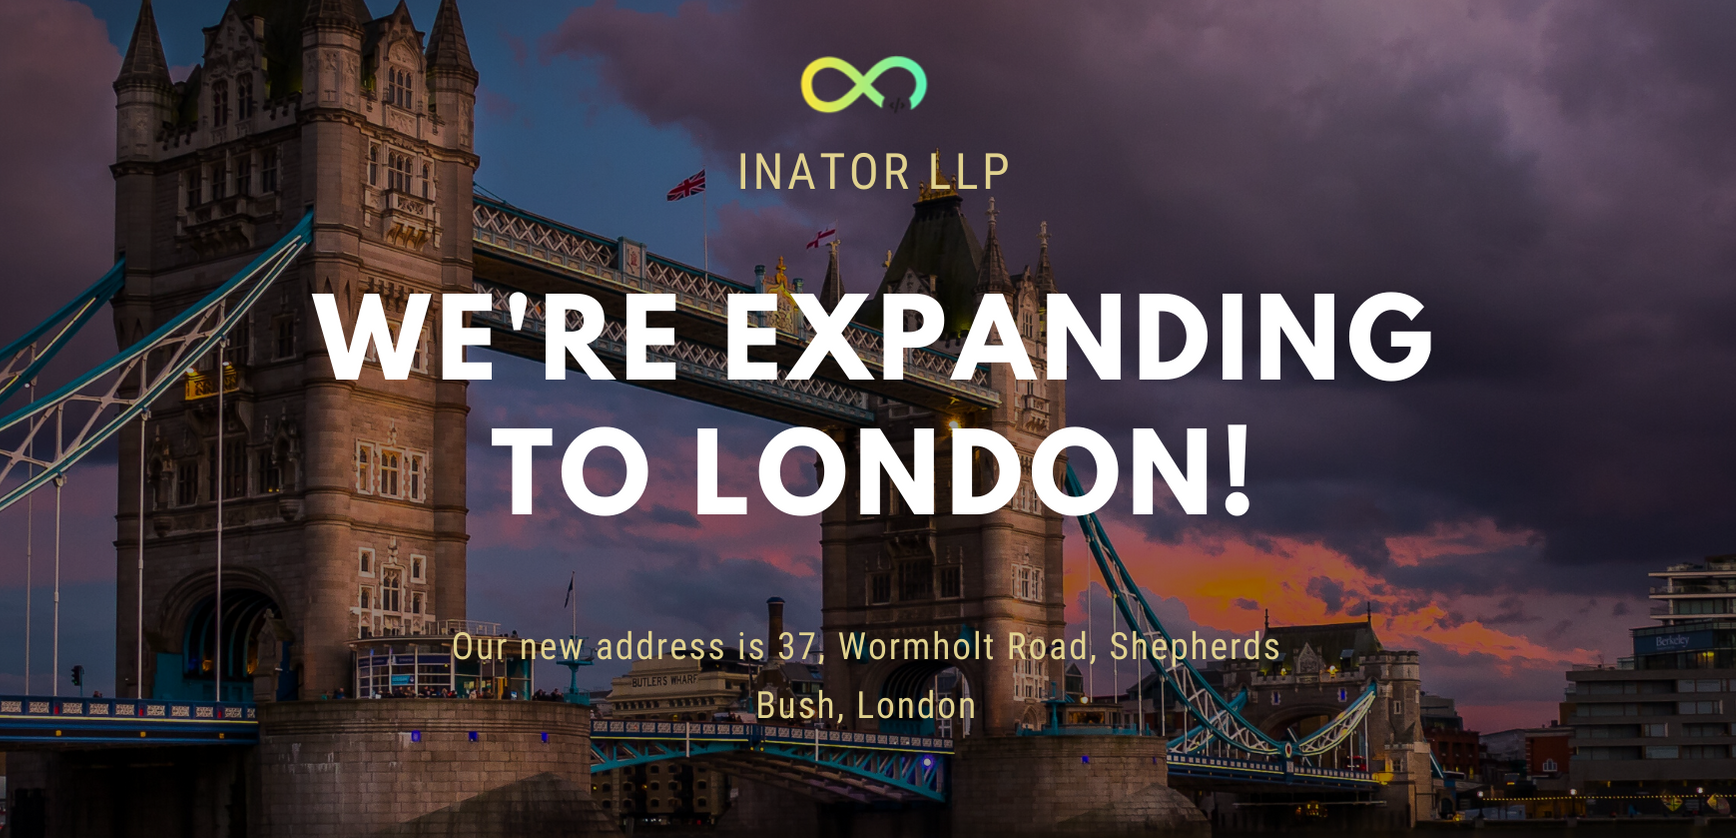 INATOR LLP
WE'RE EXPANDING
TO LONDON!
Our new address is 37, Wormholt Road, Shepherds
Bush, London
BUTLER'S WHARF
Berkeley